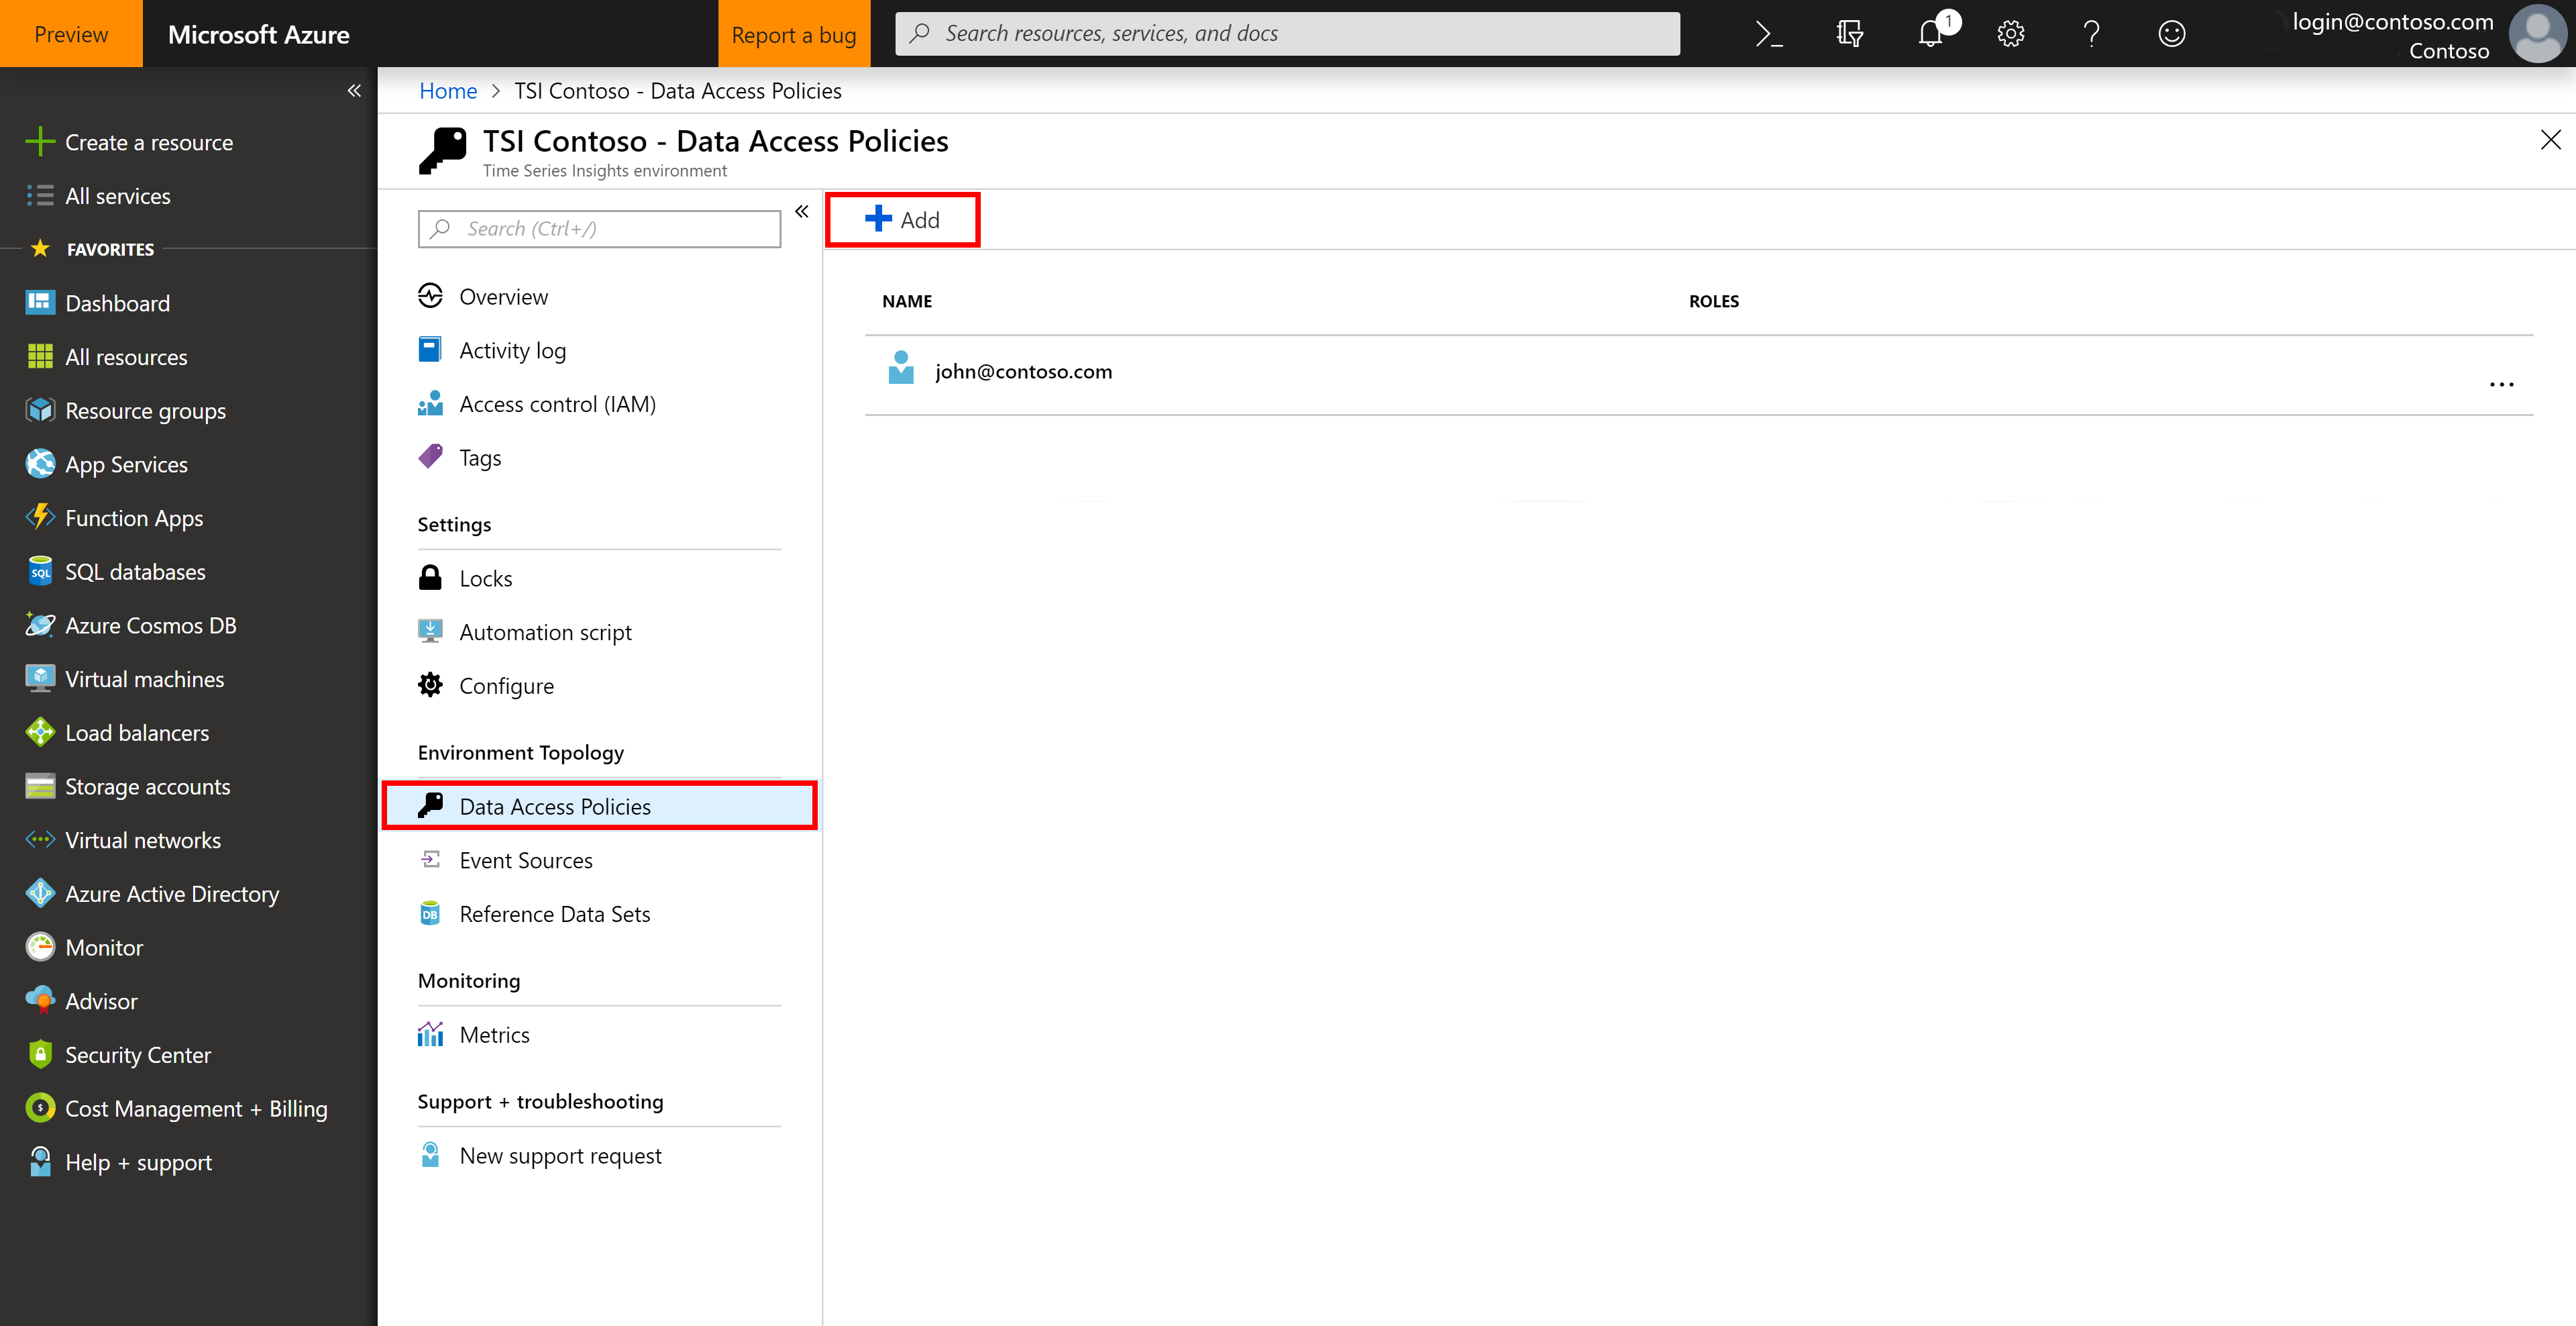 Preview
Microsoft Azure
Report a bug
Search resources, services, and docs
1
login@contoso.com
Contoso
Create a resource
All services
FAVORITES
Dashboard
All resources
Resource groups
App Services
Function Apps
SQL
SQL databases
Azure Cosmos DB
Virtual machines
Load balancers
Storage accounts
Virtual networks
Azure Active Directory
Monitor
Advisor
Security Center
Cost Management + Billing
Help + support
Home > TSI Contoso - Data Access Policies
TSI Contoso - Data Access Policies
Time Series Insights environment
Search (Ctrl+/)
Overview
Activity log
Access control (IAM)
Tags
Settings
Locks
Automation script
Configure
Environment Topology
Data Access Policies
Event Sources
DB
Reference Data Sets
Monitoring
Metrics
Support + troubleshooting
New support request
Add
NAME
ROLES
john@contoso.com
...